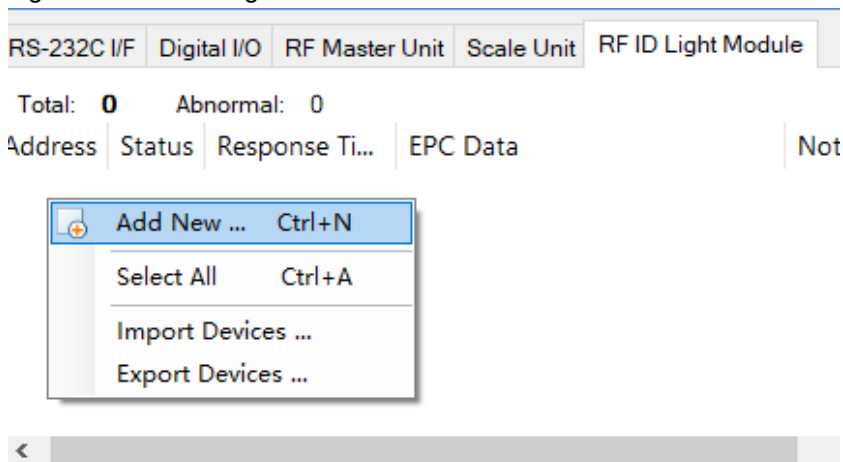 RS-232C I/F Digital I/O RF Master Unit Scale Unit RF ID Light Module
Total: 0 Abnormal: 0
Address Status Response Ti... EPC Data Not
Add New ... Ctrl+N
Select All Ctrl+A
Import Devices ...
Export Devices ...